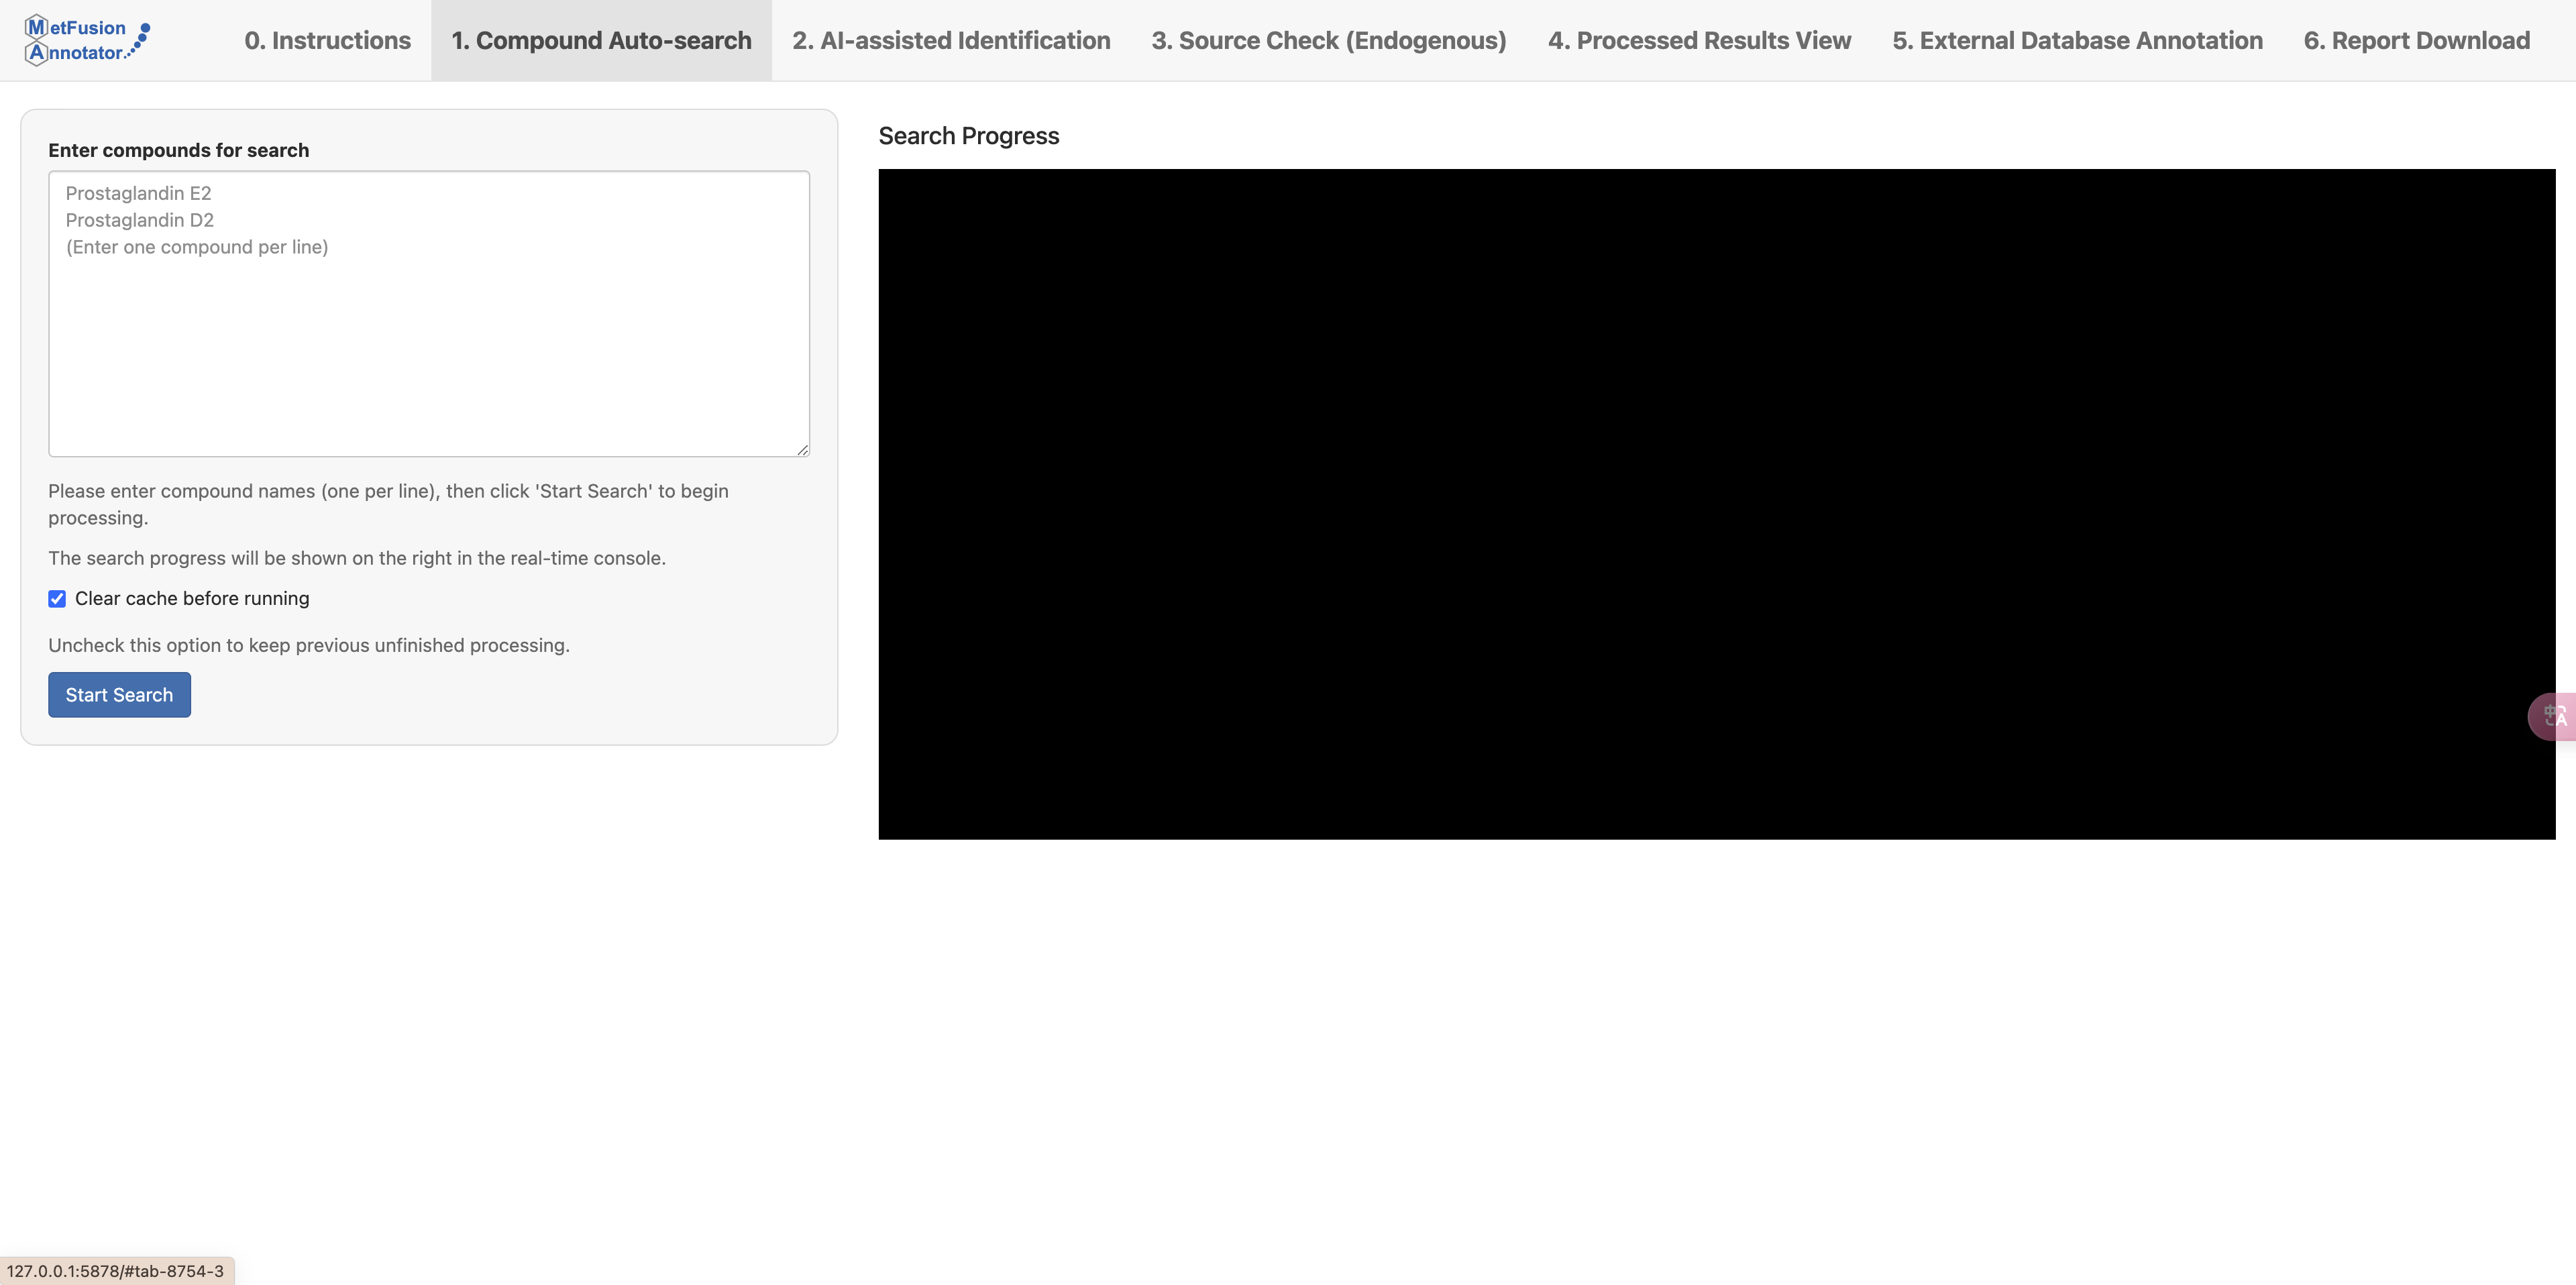 MetFusion
Annotator
0. Instructions
1. Compound Auto-search
2. AI-assisted Identification
3. Source Check (Endogenous)
4. Processed Results View
5. External Database Annotation
6. Report Download
Enter compounds for search
Prostaglandin E2
Prostaglandin D2
(Enter one compound per line)
Please enter compound names (one per line), then click 'Start Search' to begin
processing.
The search progress will be shown on the right in the real-time console.
Clear cache before running
Uncheck this option to keep previous unfinished processing.
Start Search
Search Progress
中A
127.0.0.1:5878/#tab-8754-3